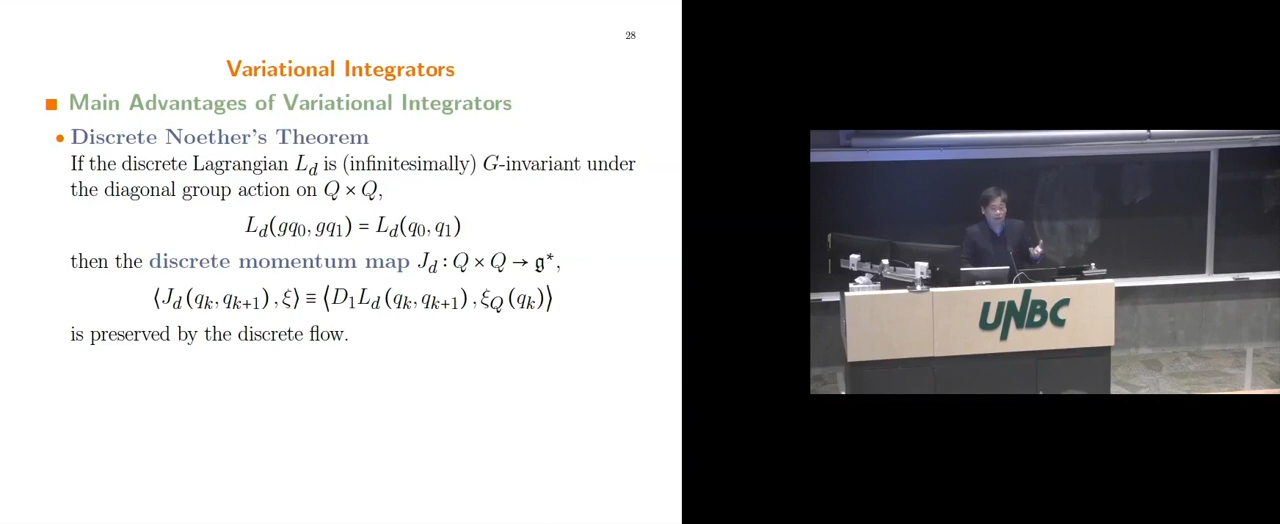 28
Variational Integrators
Main Advantages of Variational Integrators
• Discrete Noether's Theorem
If the discrete Lagrangian L_d is (infinitesimally) G-invariant under
the diagonal group action on Q × Q,
L_d(gq_0, gq_1) = L_d(q_0, q_1)
then the discrete momentum map J_d : Q × Q → 𝔤*,
⟨J_d(q_k, q_{k+1}), ξ⟩ ≡ ⟨D_1L_d(q_k, q_{k+1}), ξ_Q(q_k)⟩
is preserved by the discrete flow.
UNBC